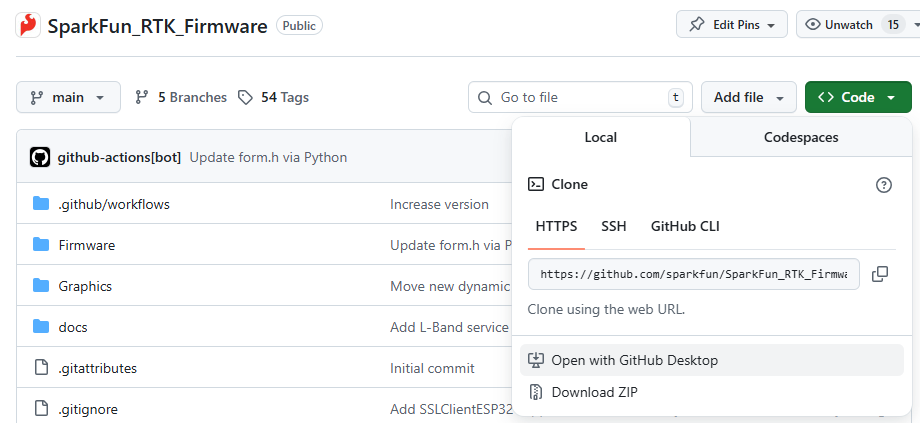 SparkFun_RTK_Firmware Public Edit Pins Unwatch 15
main 5 Branches 54 Tags Go to file t Add file Code
Local Codespaces
github-actions[bot] Update form.h via Python
Clone
.github/workflows Increase version
HTTPS SSH GitHub CLI
Firmware Update form.h via P
https://github.com/sparkfun/SparkFun_RTK_Firmwa
Graphics Move new dynamic
Clone using the web URL.
docs Add L-Band service
Open with GitHub Desktop
.gitattributes Initial commit
Download ZIP
.gitignore Add SSLClientESP32